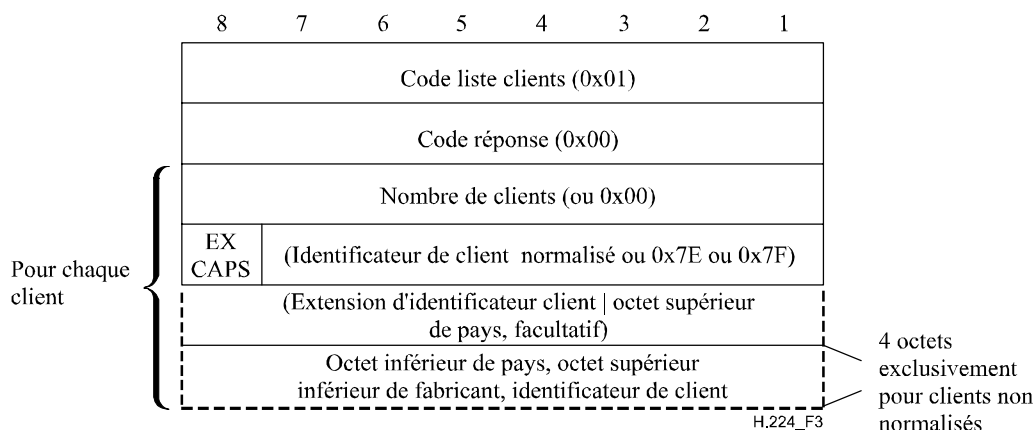 8 7 6 5 4 3 2 1
Code liste clients (0x01)
Code réponse (0x00)
Nombre de clients (ou 0x00)
EX
CAPS
(Identificateur de client normalisé ou 0x7E ou 0x7F)
Pour chaque
client
(Extension d'identificateur client | octet supérieur
de pays, facultatif)
Octet inférieur de pays, octet supérieur
inférieur de fabricant, identificateur de client
4 octets
exclusivement
pour clients non
normalisés
H.224_F3